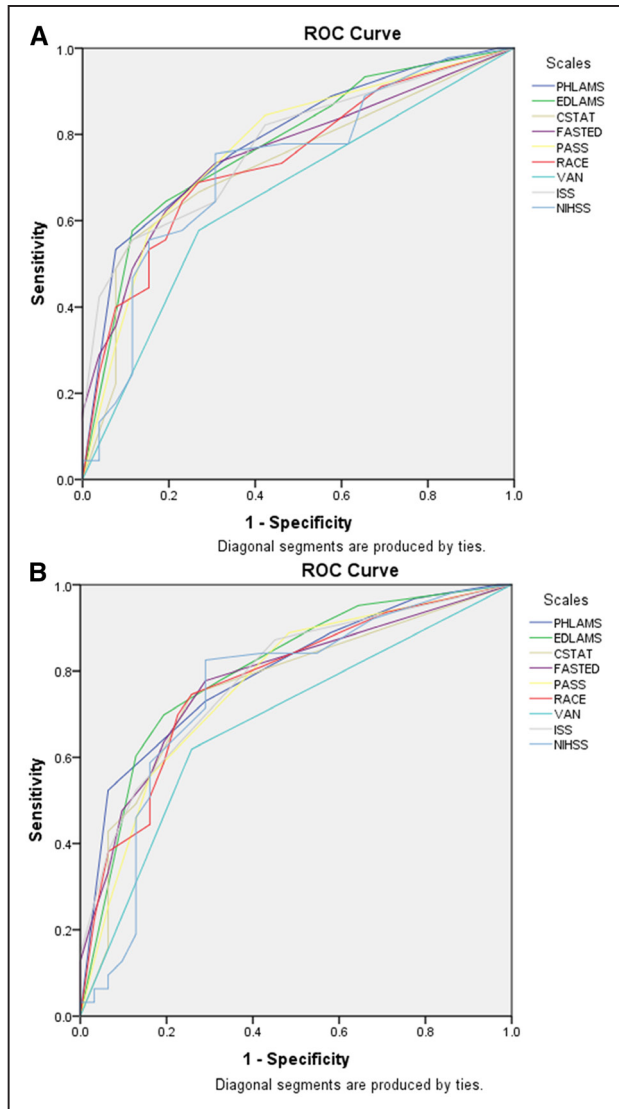 A
ROC Curve
Sensitivity
1.0
0.8
0.6
0.4
0.2
0.0
0.0 0.2 0.4 0.6 0.8 1.0
1 - Specificity
Diagonal segments are produced by ties.
Scales
PHLAMS
EDLAMS
CSTAT
FASTED
PASS
RACE
VAN
ISS
NIHSS
B
ROC Curve
Sensitivity
1.0
0.8
0.6
0.4
0.2
0.0
0.0 0.2 0.4 0.6 0.8 1.0
1 - Specificity
Diagonal segments are produced by ties.
Scales
PHLAMS
EDLAMS
CSTAT
FASTED
PASS
RACE
VAN
ISS
NIHSS